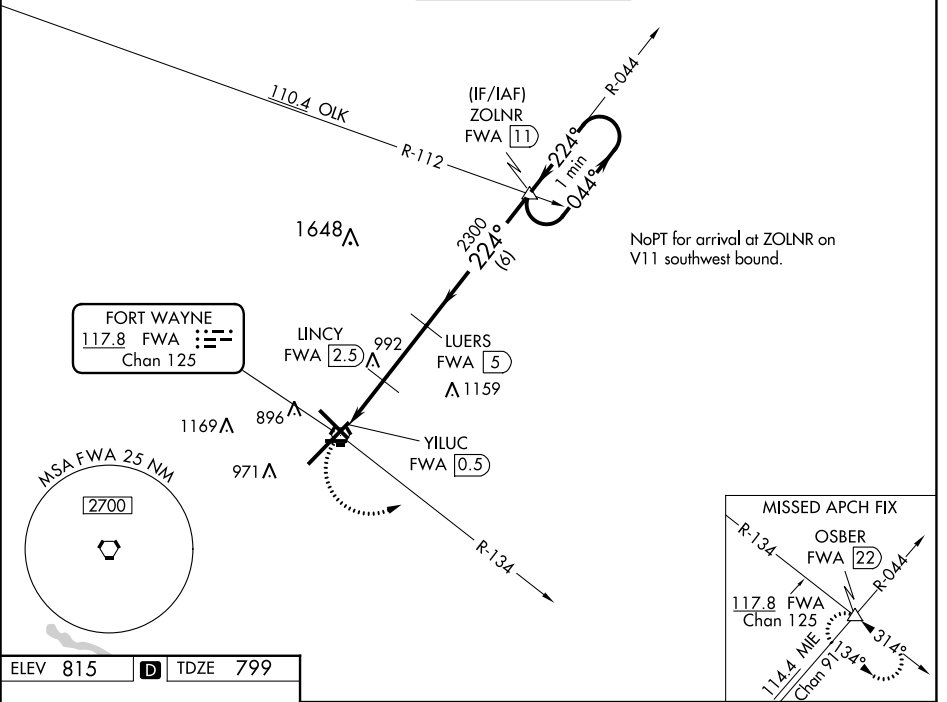 110.4 OLK
R-112
(IF/IAF)
ZOLNR
FWA 11
R-044
224°
1 min
044°
2300
224°
(6)
NoPT for arrival at ZOLNR on
V11 southwest bound.
1648
FORT WAYNE
117.8 FWA
Chan 125
LINCY
FWA 2.5
992
LUERS
FWA 5
1159
896
1169
971
YILUC
FWA 0.5
R-134
MSA FWA 25 NM
2700
MISSED APCH FIX
R-134
OSBER
FWA 22
R-044
117.8 FWA
Chan 125
314°
134°
114.4 MIE
Chan 91
ELEV 815 D TDZE 799